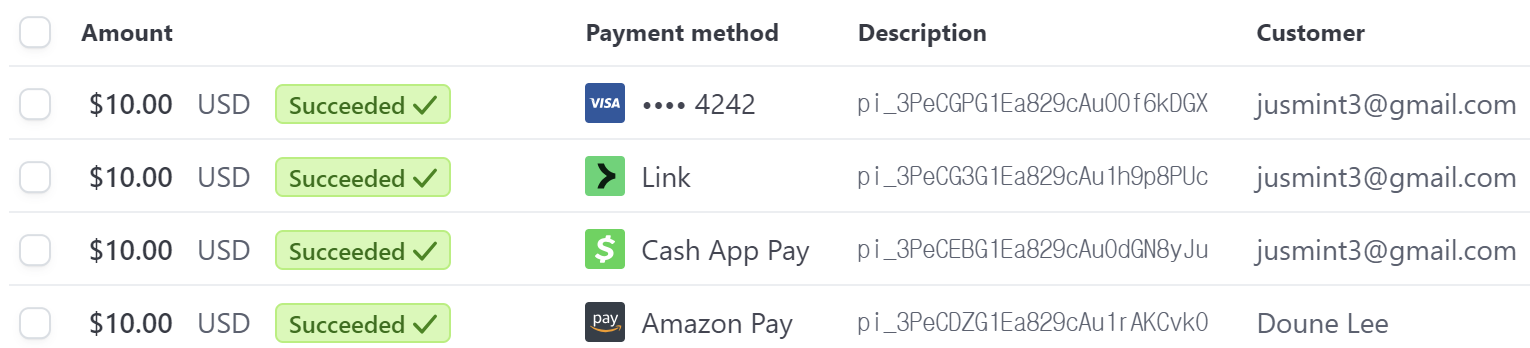 Amount Payment method Description Customer
$10.00 USD Succeeded ✓ VISA •••• 4242 pi_3PeCGPG1Ea829cAu00f6kDGX jusmint3@gmail.com
$10.00 USD Succeeded ✓ Link pi_3PeCG3G1Ea829cAu1h9p8PUc jusmint3@gmail.com
$10.00 USD Succeeded ✓ $ Cash App Pay pi_3PeCEBG1Ea829cAu0dGN8yJu jusmint3@gmail.com
$10.00 USD Succeeded ✓ pay Amazon Pay pi_3PeCDZG1Ea829cAu1rAKCvk0 Doune Lee